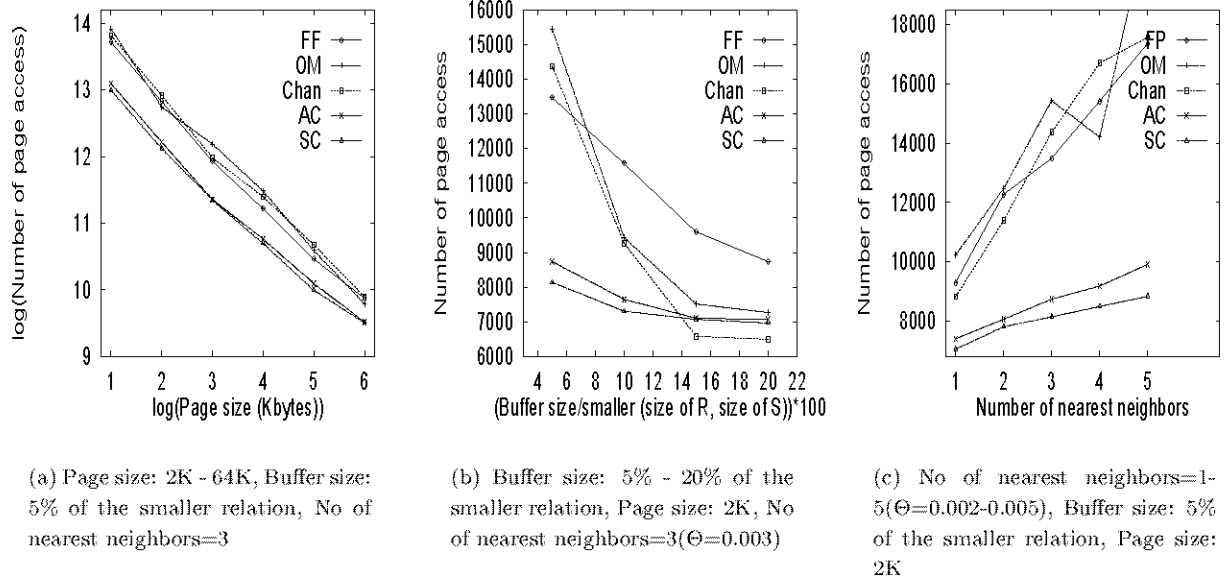 log(Number of page access)
14
13
12
11
10
9
FF
OM
Chan
AC
SC
1 2 3 4 5 6
log(Page size (Kbytes))
(a) Page size: 2K - 64K, Buffer size:
5% of the smaller relation, No of
nearest neighbors=3
Number of page access
16000
15000
14000
13000
12000
11000
10000
9000
8000
7000
6000
FF
OM
Chan
AC
SC
4 6 8 10 12 14 16 18 20 22
(Buffer size/smaller (size of R, size of S))*100
(b) Buffer size: 5% - 20% of the
smaller relation, Page size: 2K, No
of nearest neighbors=3(Θ=0.003)
Number of page access
18000
16000
14000
12000
10000
8000
FP
OM
Chan
AC
SC
1 2 3 4 5
Number of nearest neighbors
(c) No of nearest neighbors=1-
5(Θ=0.002-0.005), Buffer size: 5%
of the smaller relation, Page size:
2K